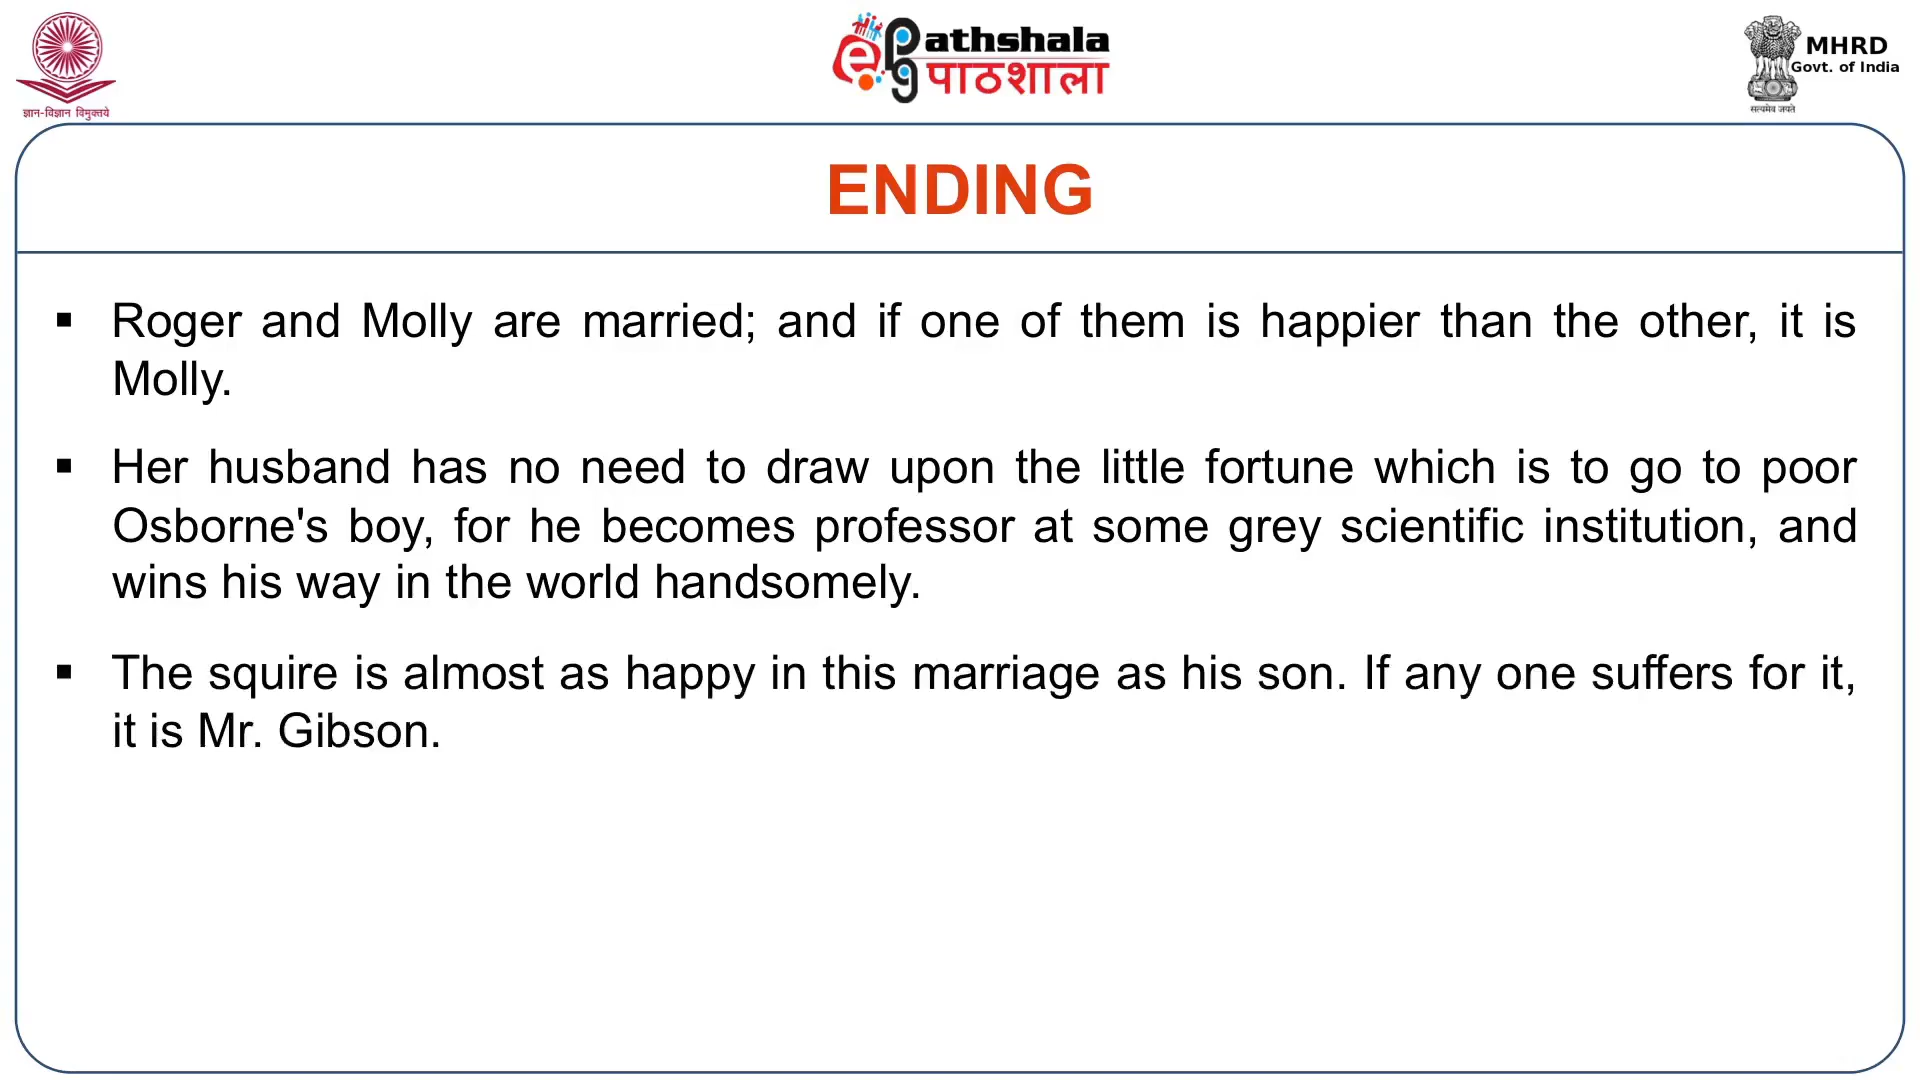 ज्ञान-विज्ञान विमुक्तये
e PG Pathshala
पाठशाला
MHRD
Govt. of India
सत्यमेव जयते
ENDING
▪ Roger and Molly are married; and if one of them is happier than the other, it is
Molly.
▪ Her husband has no need to draw upon the little fortune which is to go to poor
Osborne's boy, for he becomes professor at some grey scientific institution, and
wins his way in the world handsomely.
▪ The squire is almost as happy in this marriage as his son. If any one suffers for it,
it is Mr. Gibson.